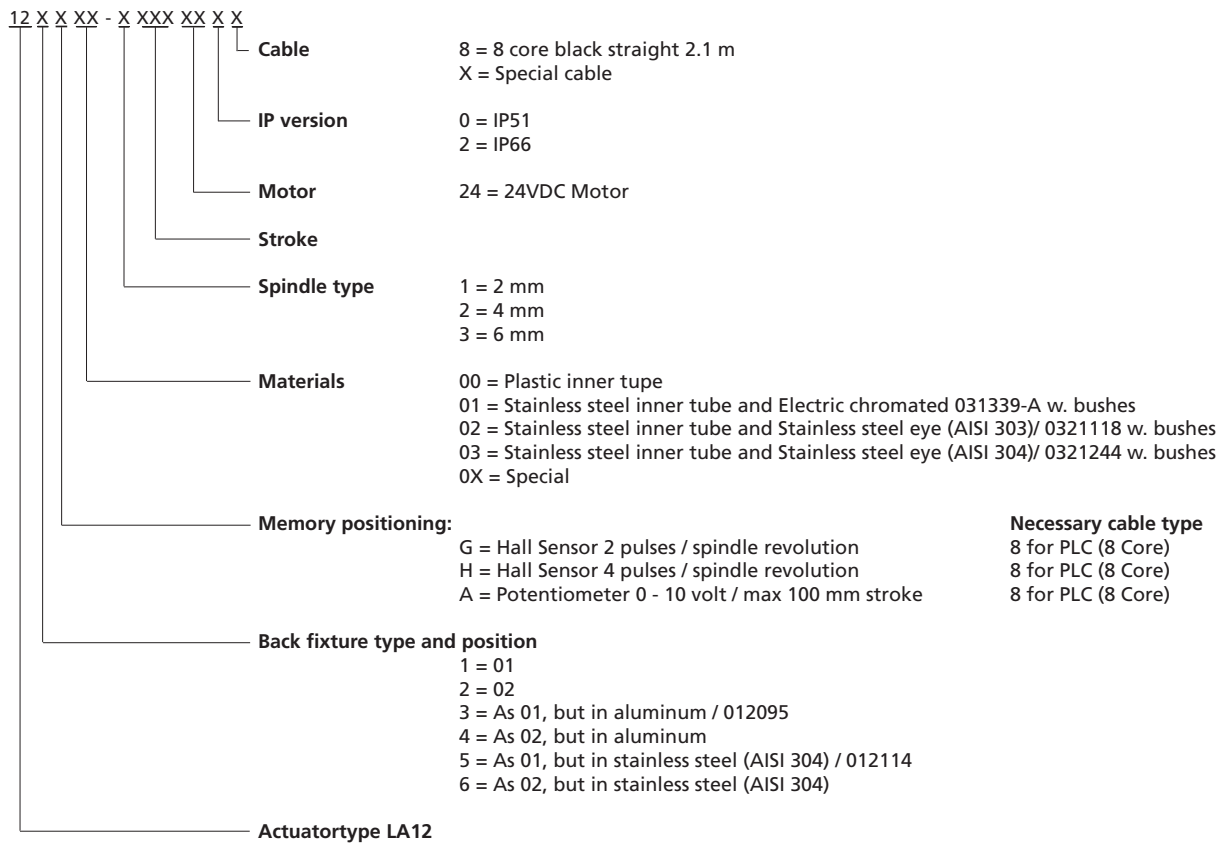 12 X X XX - X XXX XX X X
Cable 8 = 8 core black straight 2.1 m
X = Special cable
IP version 0 = IP51
2 = IP66
Motor 24 = 24VDC Motor
Stroke
Spindle type 1 = 2 mm
2 = 4 mm
3 = 6 mm
Materials 00 = Plastic inner tupe
01 = Stainless steel inner tube and Electric chromated 031339-A w. bushes
02 = Stainless steel inner tube and Stainless steel eye (AISI 303)/ 0321118 w. bushes
03 = Stainless steel inner tube and Stainless steel eye (AISI 304)/ 0321244 w. bushes
0X = Special
Memory positioning: Necessary cable type
G = Hall Sensor 2 pulses / spindle revolution 8 for PLC (8 Core)
H = Hall Sensor 4 pulses / spindle revolution 8 for PLC (8 Core)
A = Potentiometer 0 - 10 volt / max 100 mm stroke 8 for PLC (8 Core)
Back fixture type and position
1 = 01
2 = 02
3 = As 01, but in aluminum / 012095
4 = As 02, but in aluminum
5 = As 01, but in stainless steel (AISI 304) / 012114
6 = As 02, but in stainless steel (AISI 304)
Actuatortype LA12